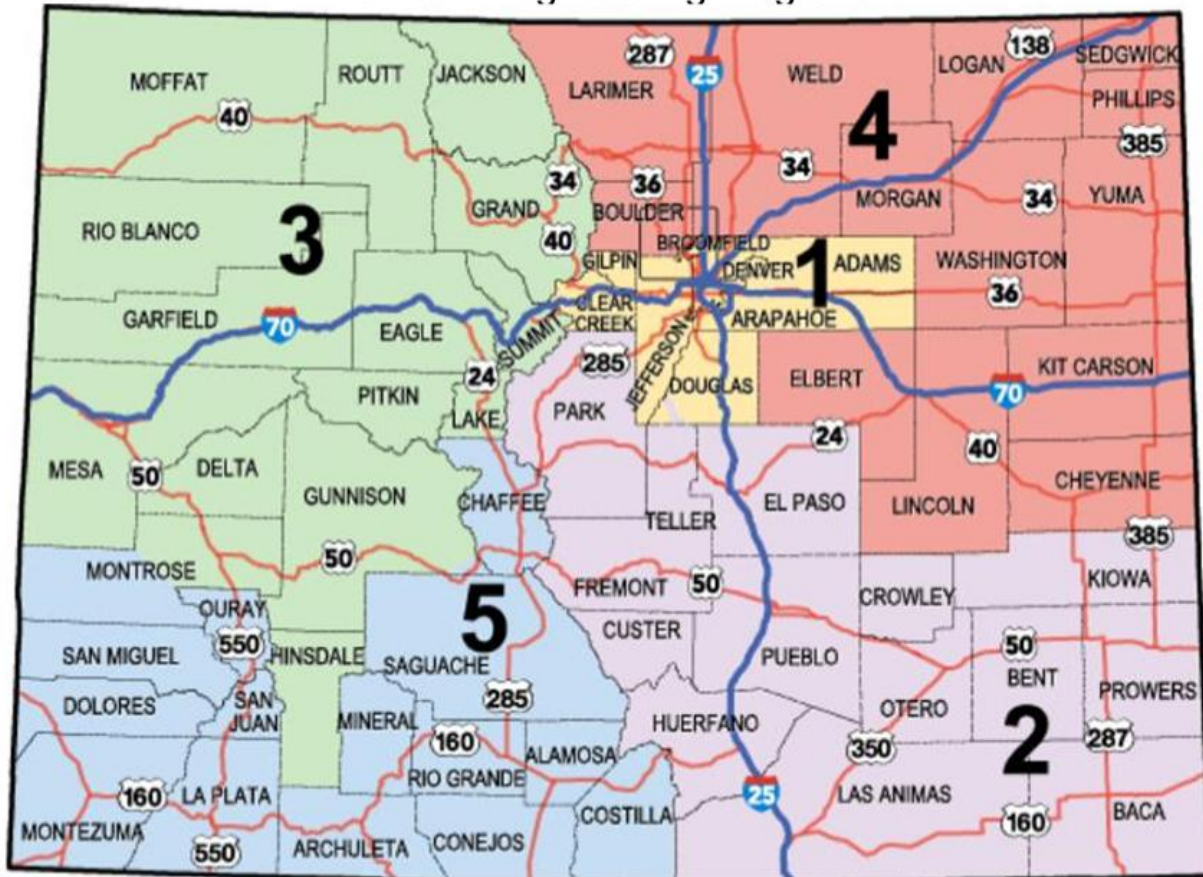 287
25
138
MOFFAT
ROUTT
JACKSON
LARIMER
WELD
LOGAN
SEDGWICK
PHILLIPS
40
4
385
34
36
34
34
YUMA
RIO BLANCO
3
GRAND
BOULDER
MORGAN
40
BROOMFIELD
GILPIN
DENVER
1
ADAMS
WASHINGTON
36
GARFIELD
70
EAGLE
SUMMIT
CLEAR
CREEK
ARAPAHOE
JEFFERSON
285
24
PITKIN
LAKE
PARK
DOUGLAS
ELBERT
70
KIT CARSON
24
40
MESA
50
DELTA
GUNNISON
CHAFFEE
TELLER
EL PASO
LINCOLN
CHEYENNE
385
MONTROSE
50
FREMONT
50
CROWLEY
KIOWA
OURAY
550
5
HINSDALE
CUSTER
SAN MIGUEL
SAGUACHE
PUEBLO
50
BENT
DOLORES
SAN
JUAN
MINERAL
285
HUERFANO
OTERO
PROWERS
2
160
ALAMOSA
350
287
160
LA PLATA
RIO GRANDE
25
LAS ANIMAS
MONTEZUMA
550
ARCHULETA
CONEJOS
COSTILLA
160
BACA